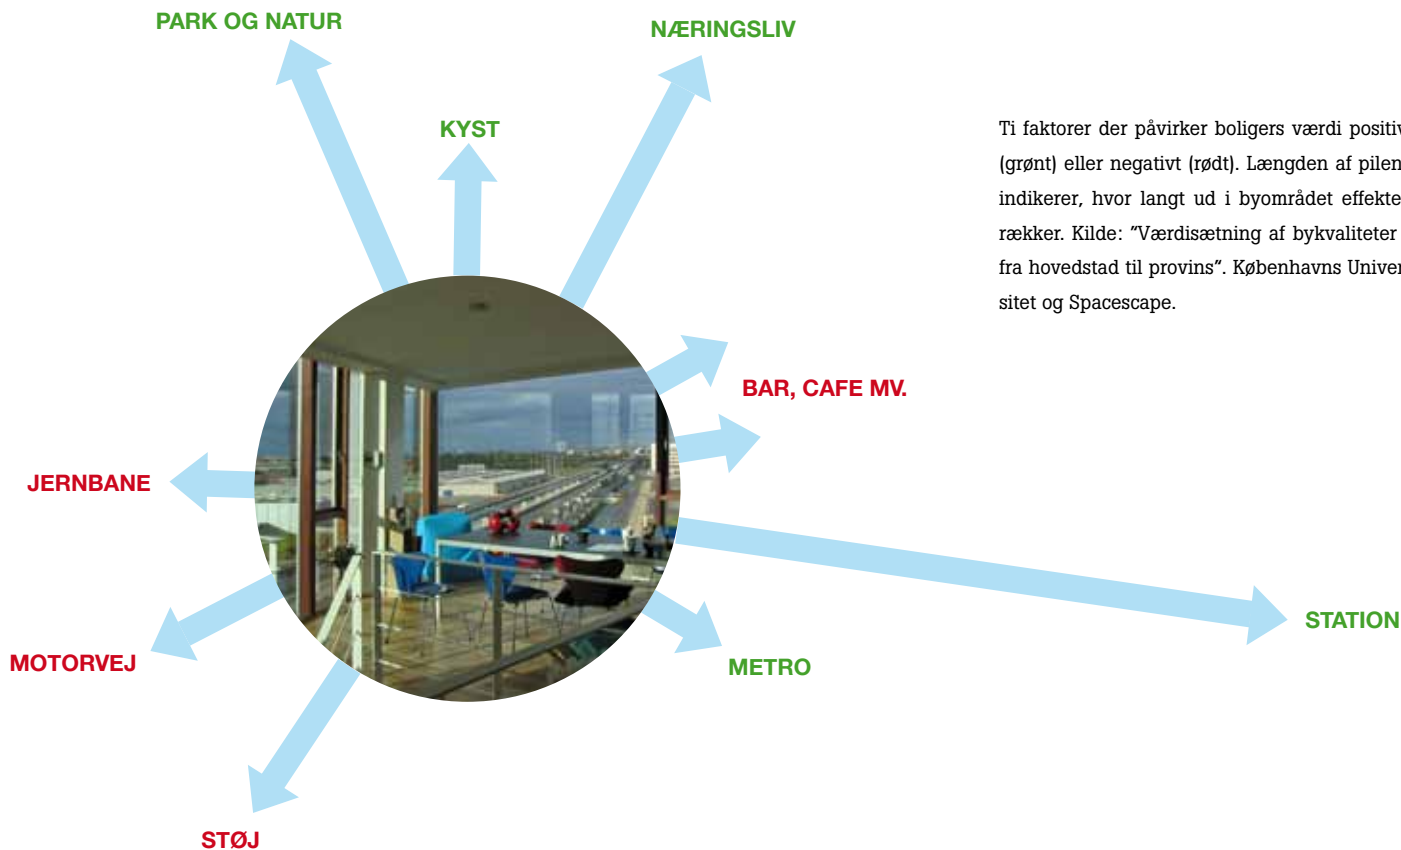 PARK OG NATUR
NÆRINGSLIV
KYST
Ti faktorer der påvirker boligers værdi positiv
(grønt) eller negativt (rødt). Længden af pilen
indikerer, hvor langt ud i byområdet effekte
rækker. Kilde: ”Værdisætning af bykvaliteter
fra hovedstad til provins”. Københavns Univer
sitet og Spacescape.
BAR, CAFE MV.
JERNBANE
STATION
MOTORVEJ
METRO
STØJ